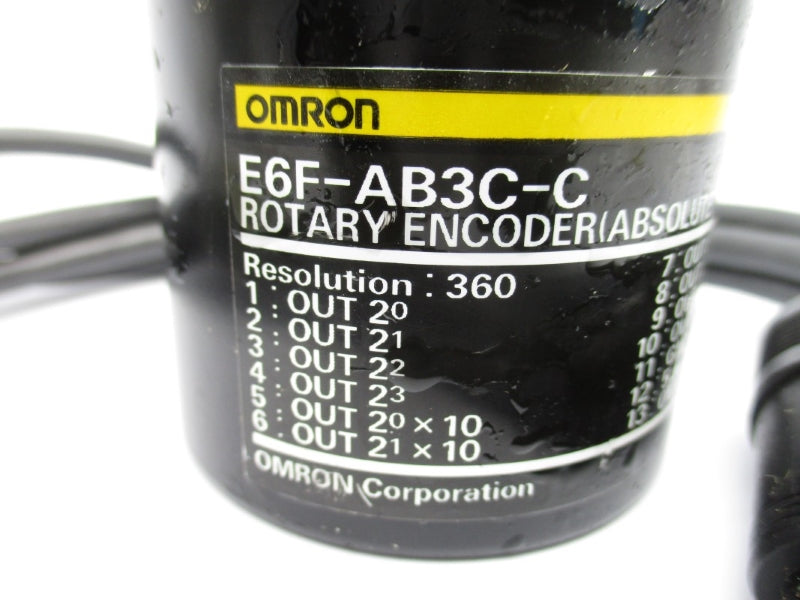 OMRON
E6F-AB3C-C
ROTARY ENCODER(ABSOLUTE
Resolution : 360
1 : OUT 2⁰
2 : OUT 2¹
3 : OUT 2²
4 : OUT 2³
5 : OUT 2⁰ × 10
6 : OUT 2¹ × 10
7 :
8 :
9 :
10 :
11 :
12 :
13 :
OMRON Corporation